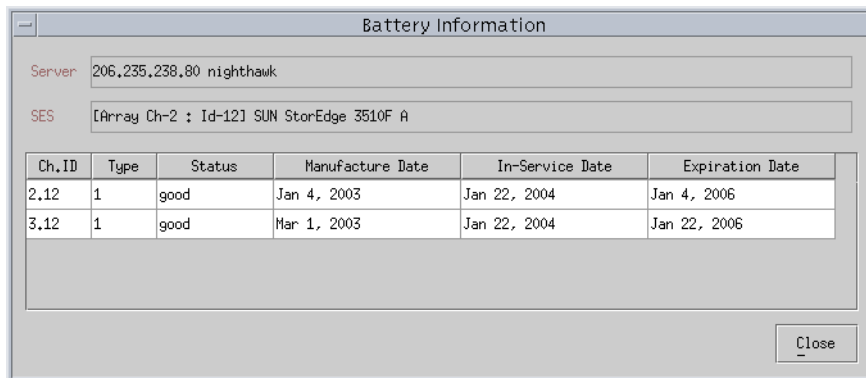 Battery Information
Server 206.235.238.80 nighthawk
SES [Array Ch-2 : Id-12] SUN StorEdge 3510F A
Ch.ID Type Status Manufacture Date In-Service Date Expiration Date
2.12 1 good Jan 4, 2003 Jan 22, 2004 Jan 4, 2006
3.12 1 good Mar 1, 2003 Jan 22, 2004 Jan 22, 2006
Close